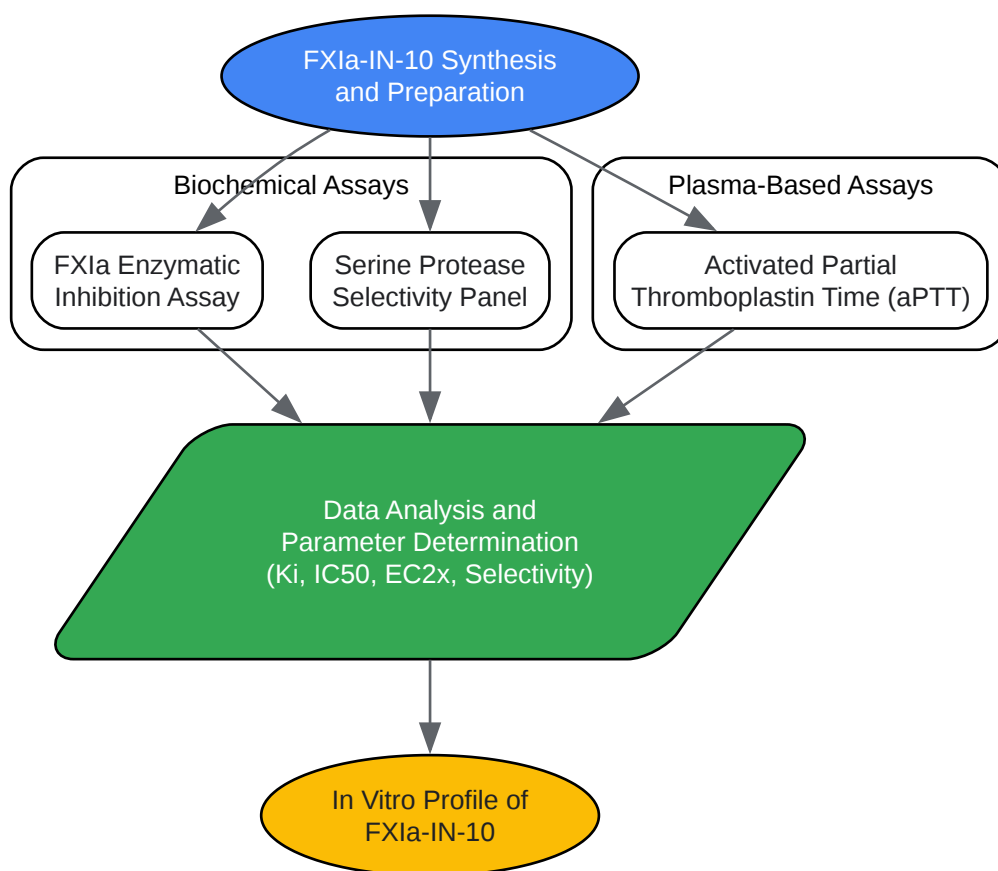 FXIa-IN-10 Synthesis
and Preparation
Biochemical Assays
Plasma-Based Assays
FXIa Enzymatic
Inhibition Assay
Serine Protease
Selectivity Panel
Activated Partial
Thromboplastin Time (aPTT)
Data Analysis and
Parameter Determination
(Ki, IC50, EC2x, Selectivity)
In Vitro Profile of
FXIa-IN-10